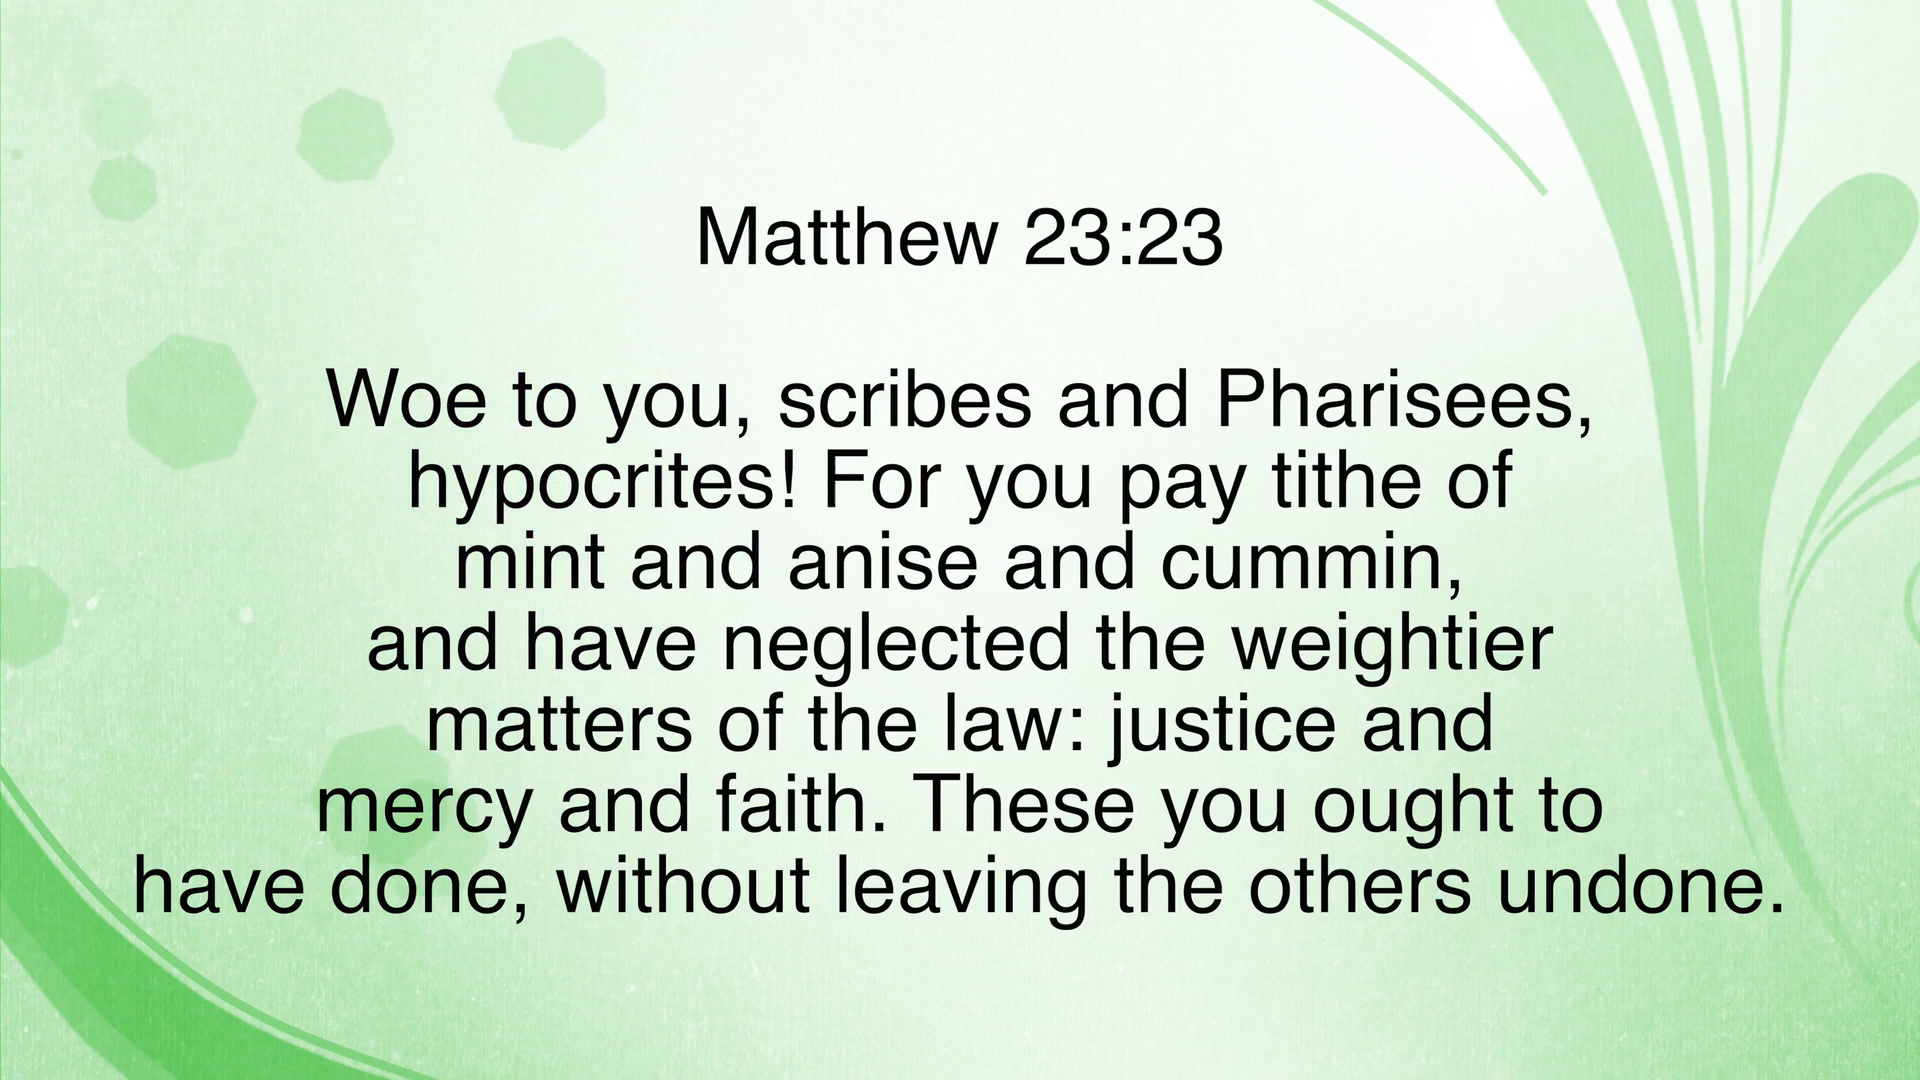 Matthew 23:23
Woe to you, scribes and Pharisees,
hypocrites! For you pay tithe of
mint and anise and cummin,
and have neglected the weightier
matters of the law: justice and
mercy and faith. These you ought to
have done, without leaving the others undone.